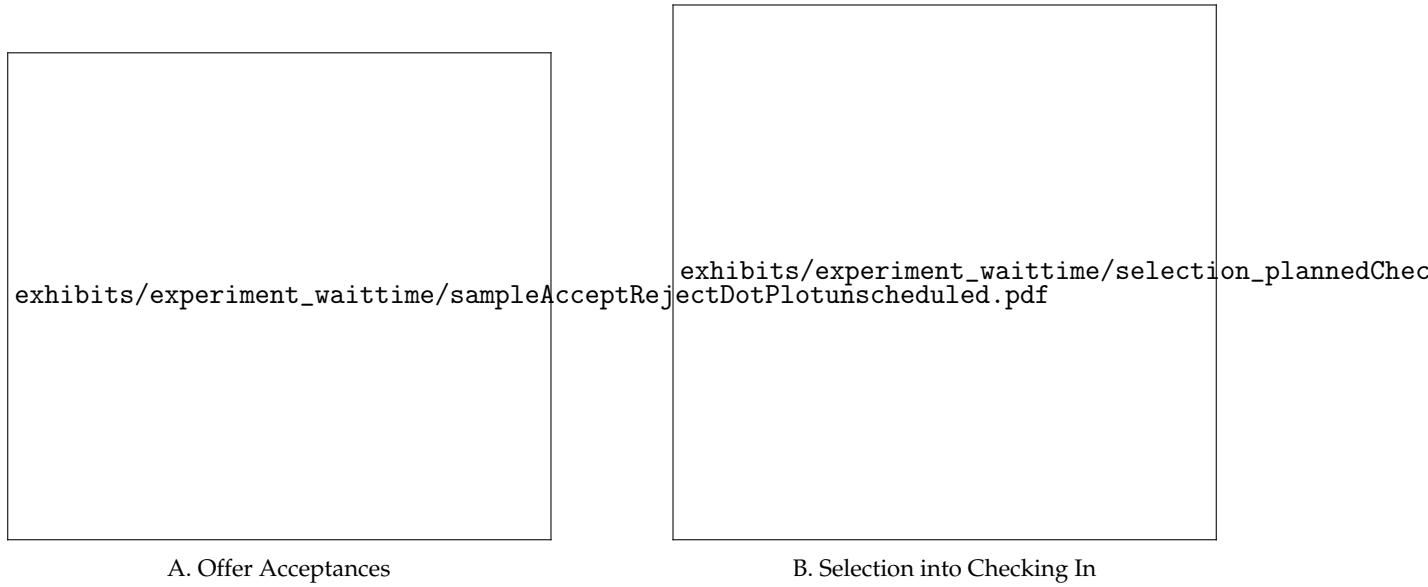 exhibits/experiment_waittime/sampleAcceptRejectDotPlotunscheduled.pdf
exhibits/experiment_waittime/selection_plannedChec
A. Offer Acceptances
B. Selection into Checking In